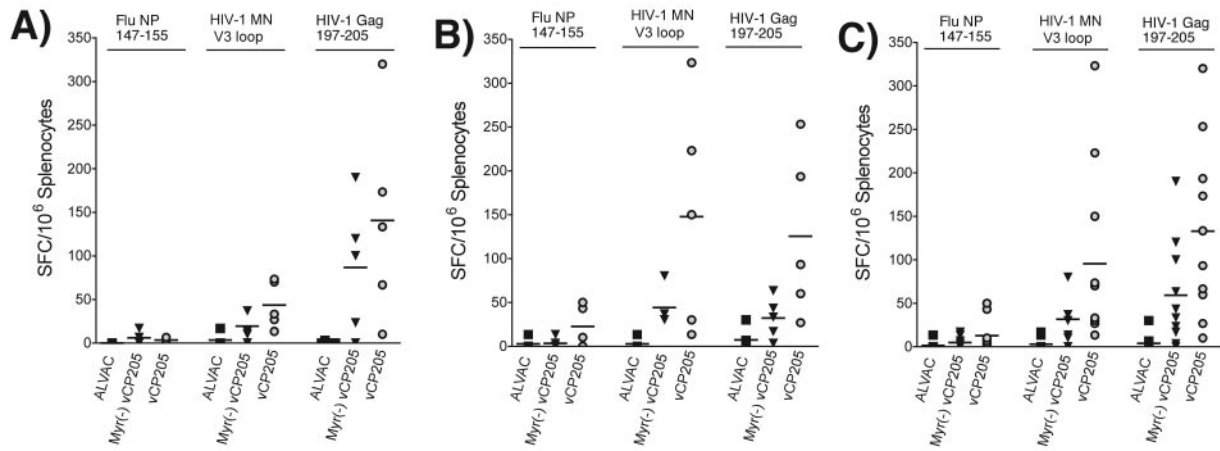 A)
Flu NP
147-155
HIV-1 MN
V3 loop
HIV-1 Gag
197-205
SFC/10⁶ Splenocytes
350
300
250
200
150
100
50
0
ALVAC
Myr(-) vCP205
vCP205
ALVAC
Myr(-) vCP205
vCP205
ALVAC
Myr(-) vCP205
vCP205
B)
Flu NP
147-155
HIV-1 MN
V3 loop
HIV-1 Gag
197-205
SFC/10⁶ Splenocytes
350
300
250
200
150
100
50
0
ALVAC
Myr(-) vCP205
vCP205
ALVAC
Myr(-) vCP205
vCP205
ALVAC
Myr(-) vCP205
vCP205
C)
Flu NP
147-155
HIV-1 MN
V3 loop
HIV-1 Gag
197-205
SFC/10⁶ Splenocytes
350
300
250
200
150
100
50
0
ALVAC
Myr(-) vCP205
vCP205
ALVAC
Myr(-) vCP205
vCP205
ALVAC
Myr(-) vCP205
vCP205